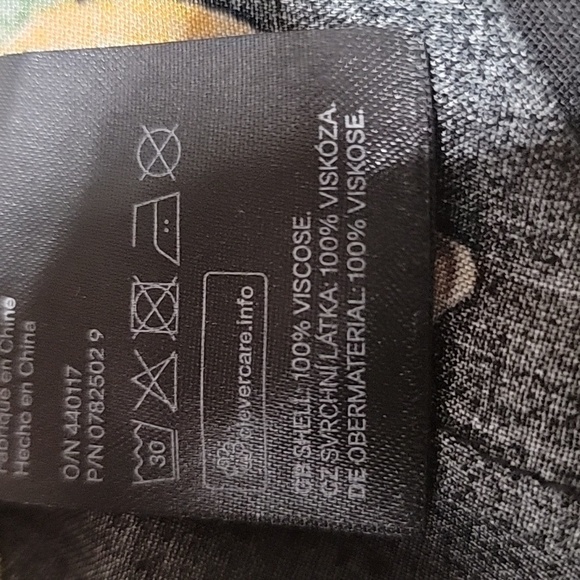 Fabriqué en Chine
Hecho en China
O/N 440117
P/N 0782502 9
30
clevercare.info
GB SHELL: 100% VISCOSE.
CZ SVRCHNÍ LÁTKA: 100% VISKÓZA.
DE OBERMATERIAL: 100% VISKOSE.